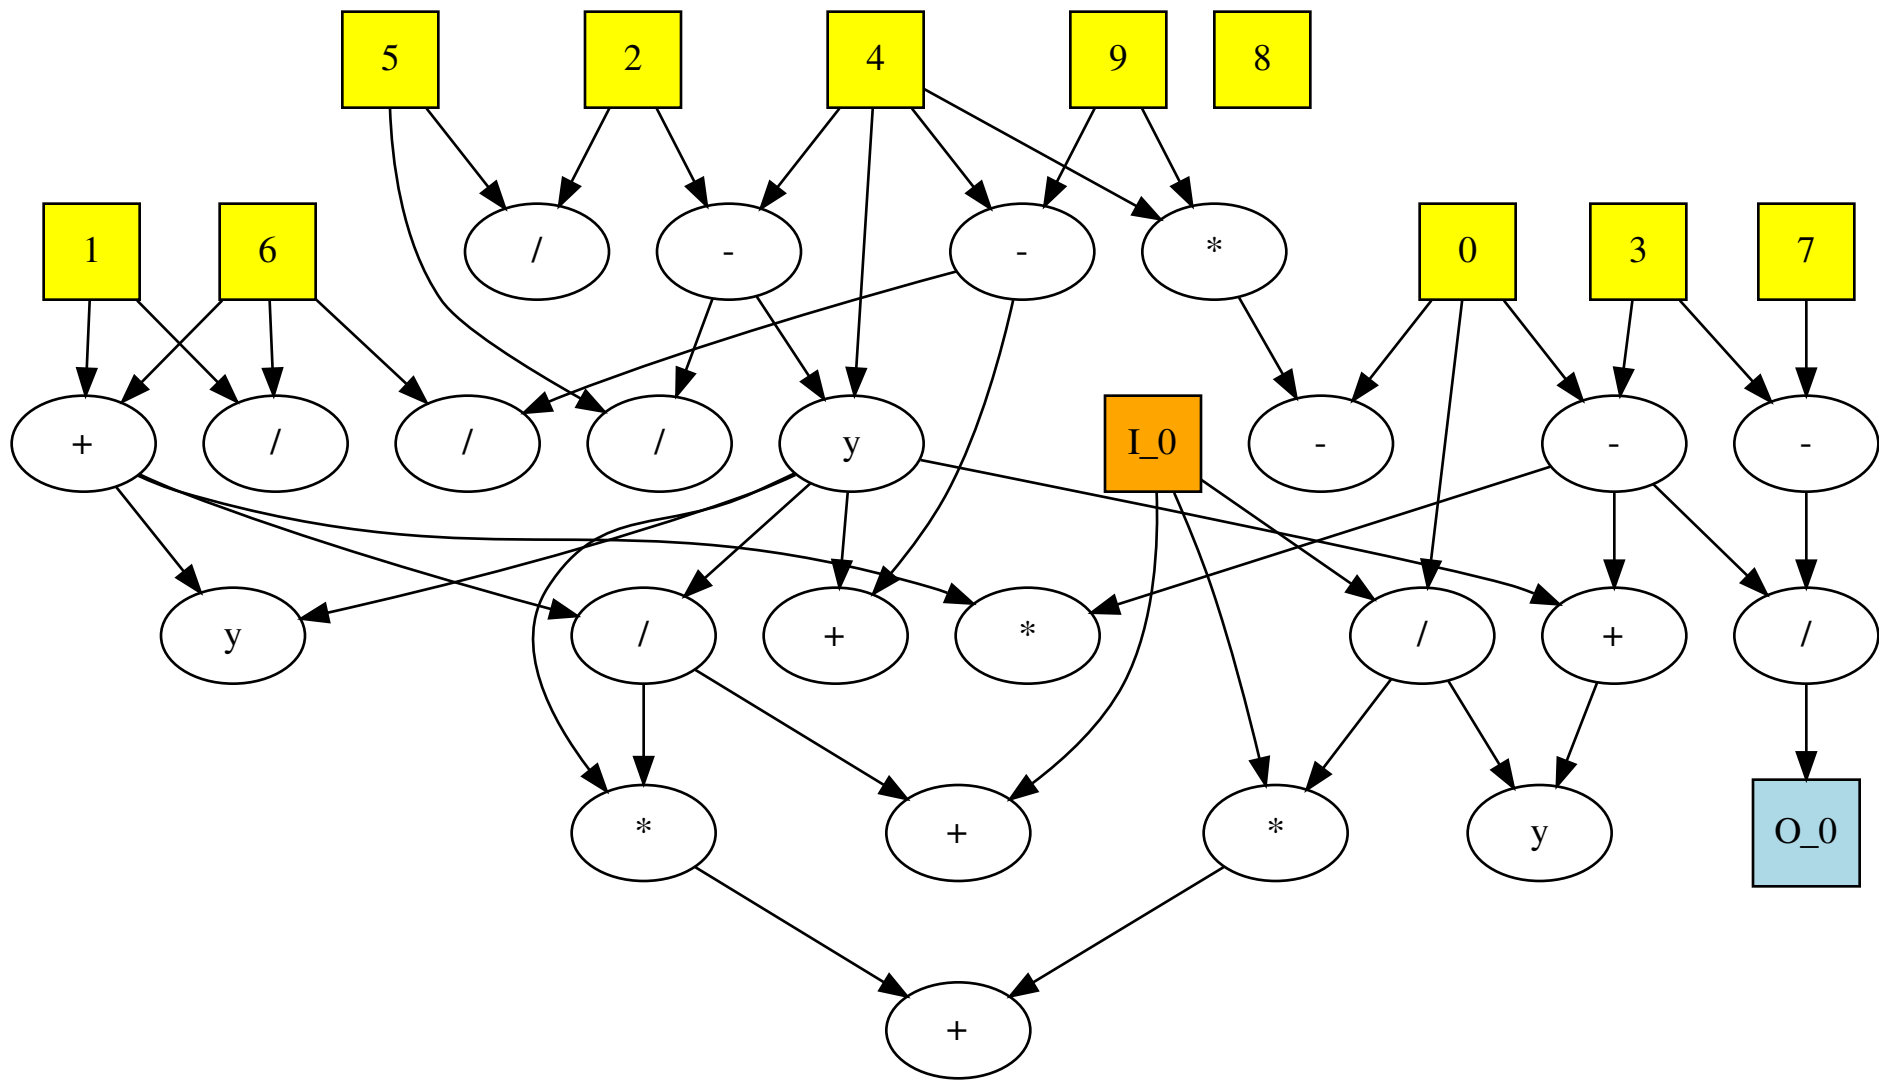 5 2 4 9 8
1 6 / - - * 0 3 7
+ / / / y I_0 - - -
y / + * / + /
* + * y O_0
+